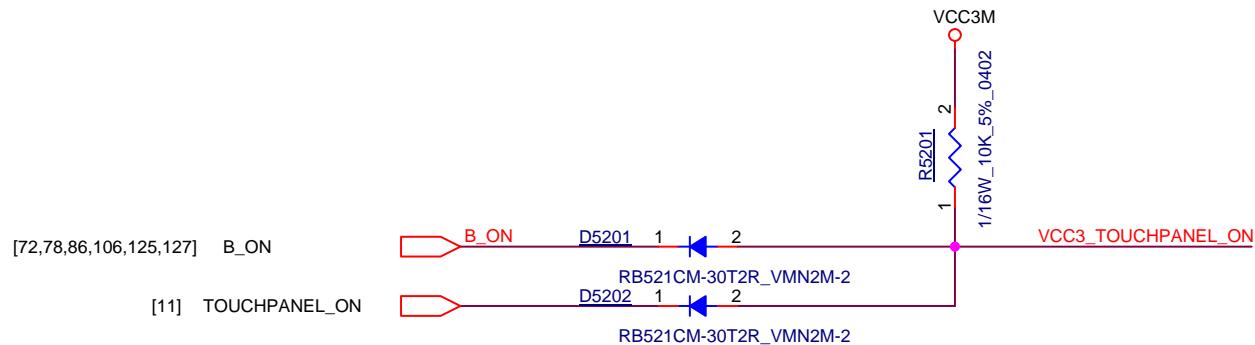 VCC3M
2
R5201
1/16W_10K_5%_0402
1
[72,78,86,106,125,127] B_ON
B_ON
D5201
1
2
VCC3_TOUCHPANEL_ON
RB521CM-30T2R_VMN2M-2
[11] TOUCHPANEL_ON
D5202
1
2
RB521CM-30T2R_VMN2M-2